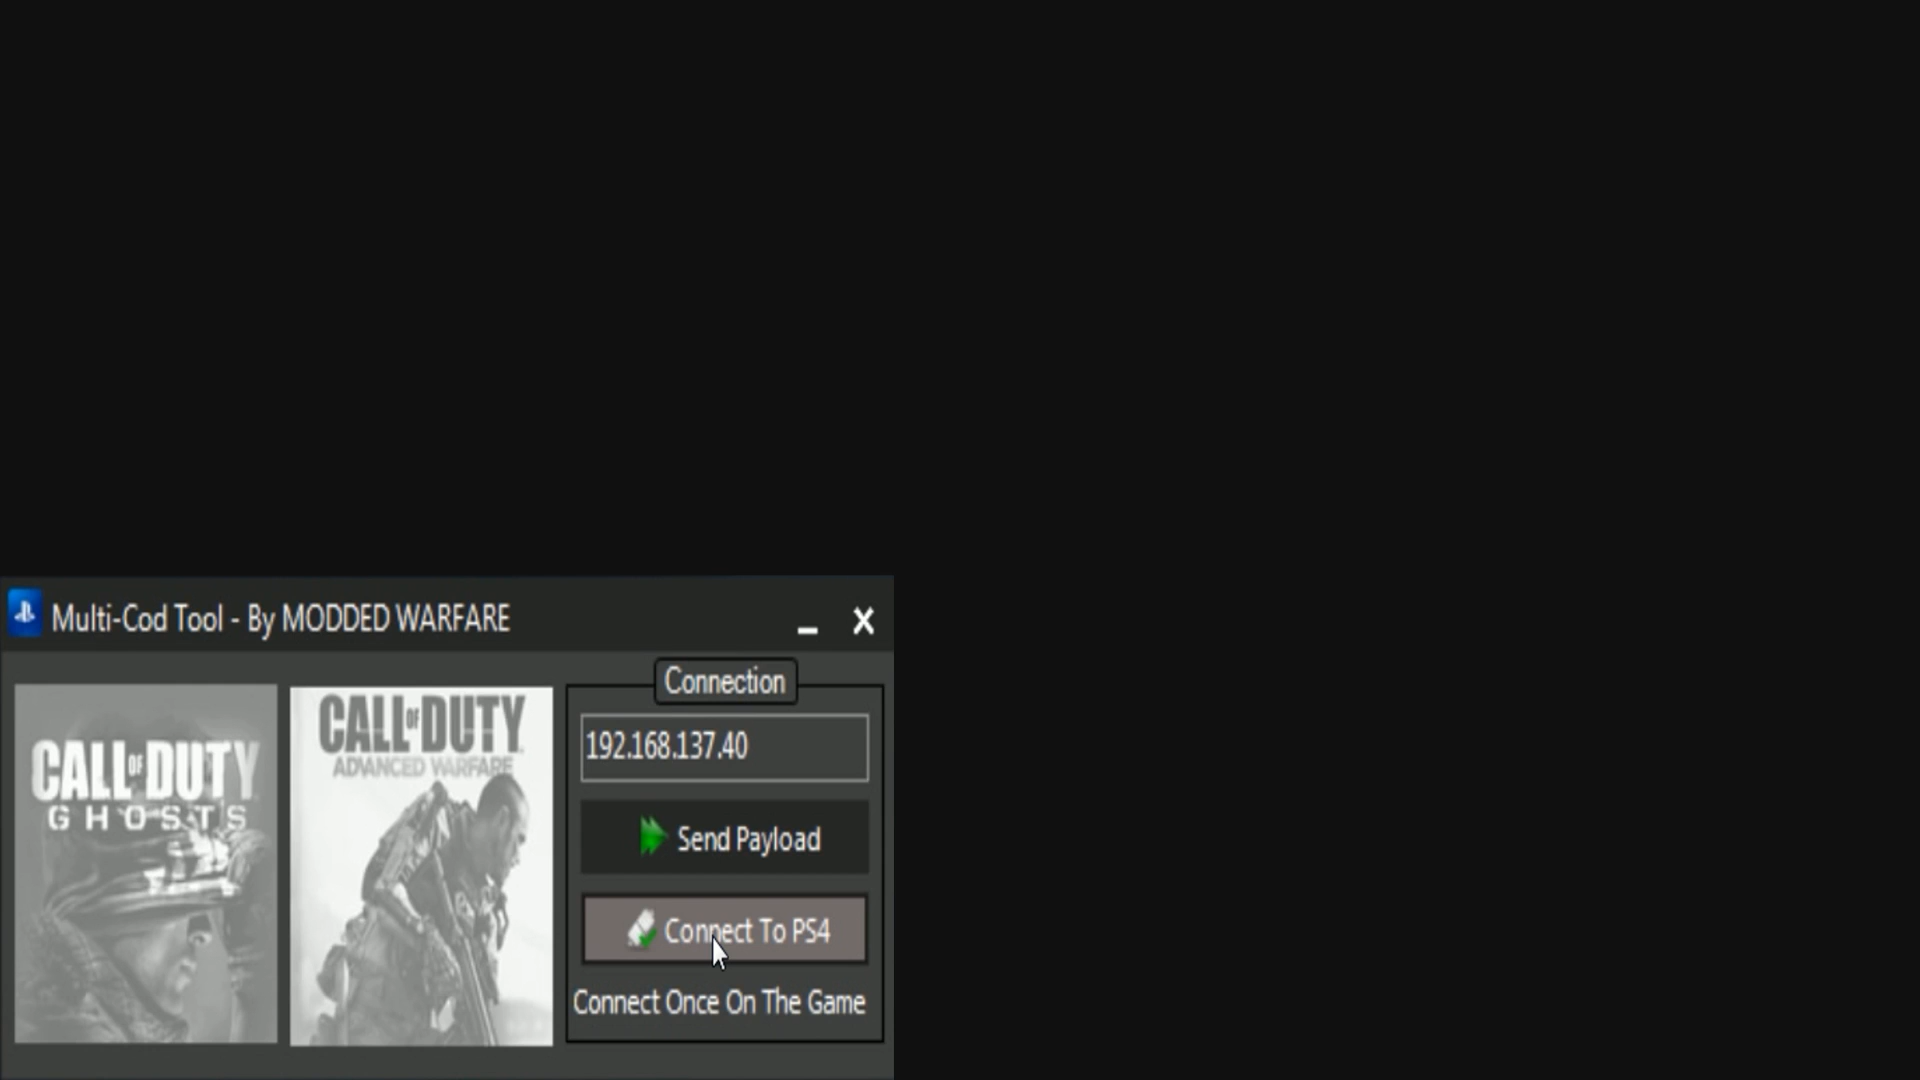 Multi-Cod Tool - By MODDED WARFARE
CALL OF DUTY
GHOSTS
CALL OF DUTY
ADVANCED WARFARE
Connection
192.168.137.40
Send Payload
Connect To PS4
Connect Once On The Game